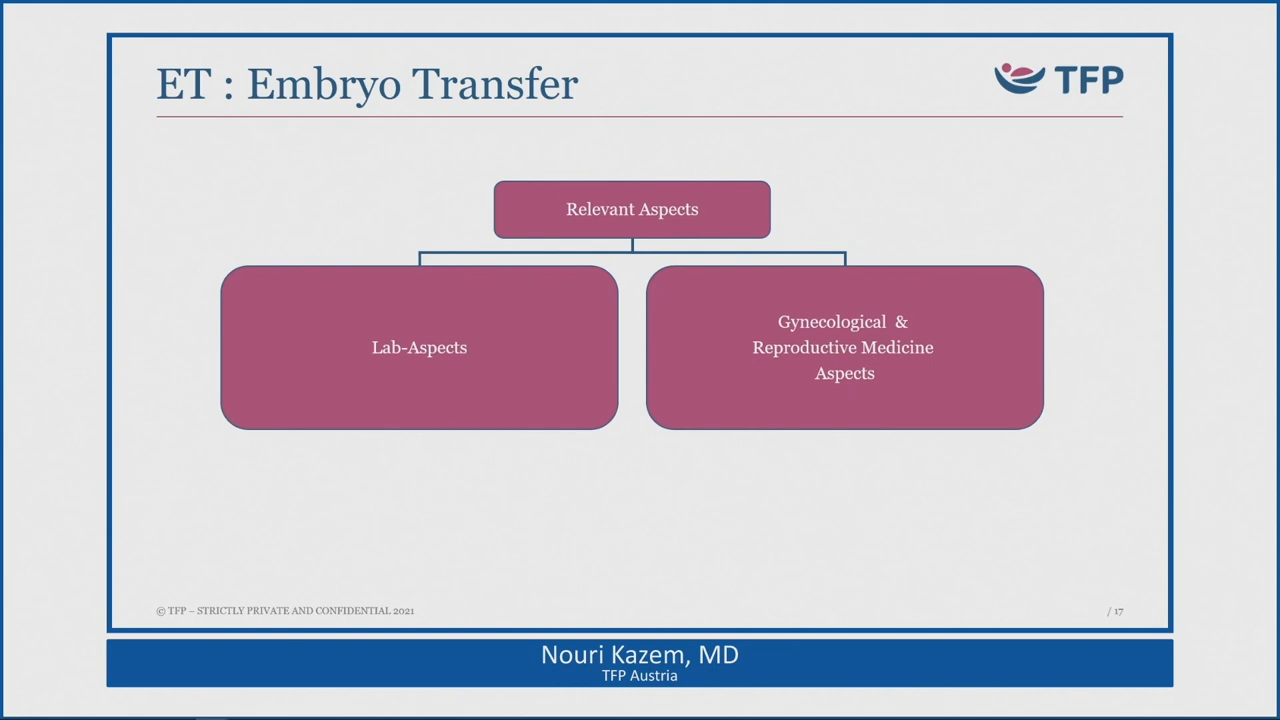 ET : Embryo Transfer
TFP
Relevant Aspects
Lab-Aspects
Gynecological &
Reproductive Medicine
Aspects
© TFP – STRICTLY PRIVATE AND CONFIDENTIAL 2021
/ 17
Nouri Kazem, MD
TFP Austria